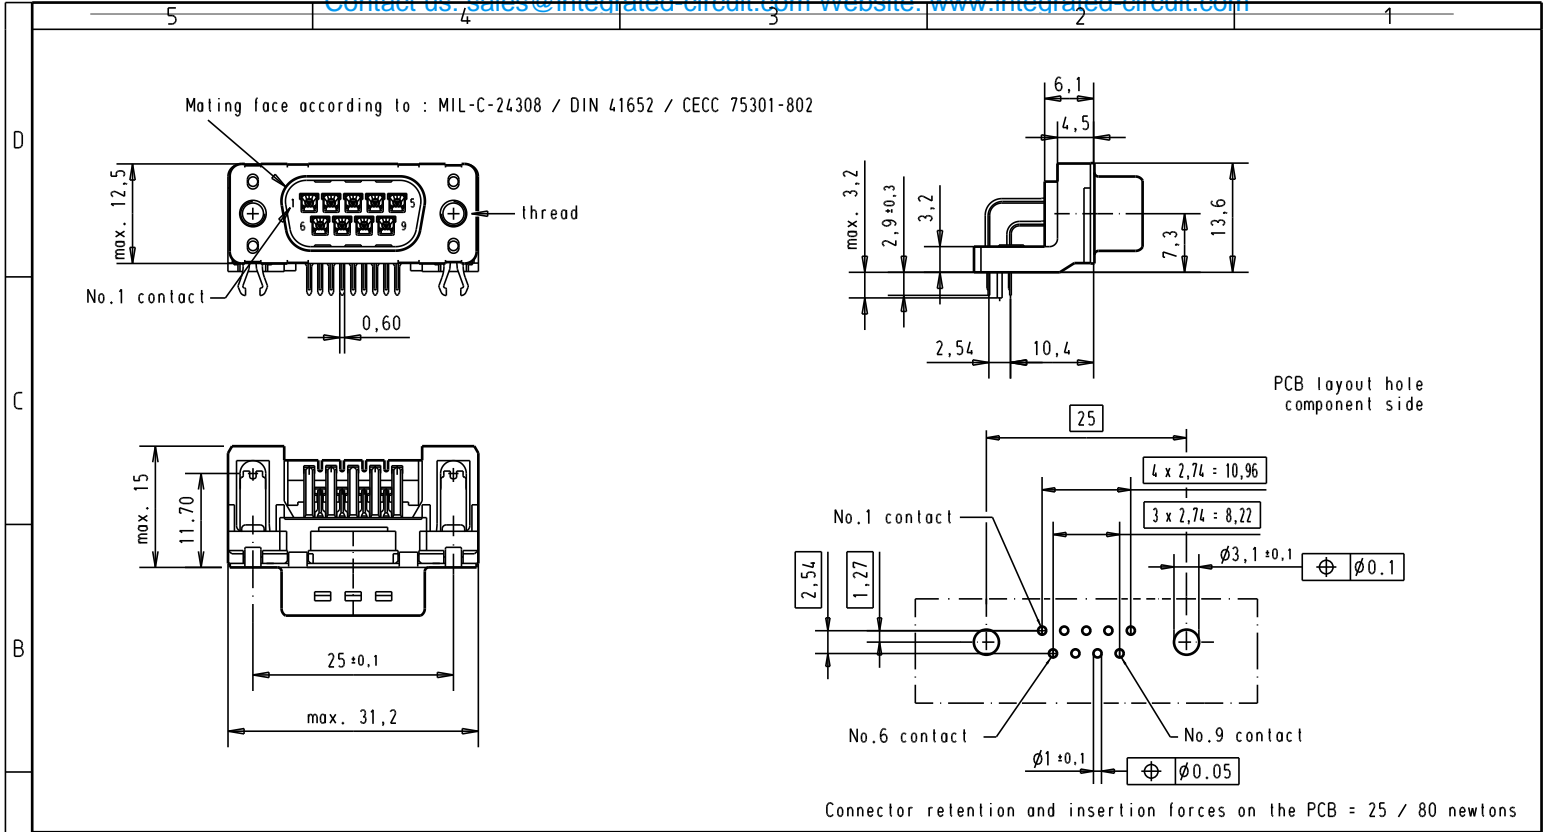 Contact us: sales@integrated-circuit.com Website: www.integrated-circuit.com
5 4 3 2 1
D
C
B
Mating face according to : MIL-C-24308 / DIN 41652 / CECC 75301-802
max. 12,5
1
5
6
9
thread
No.1 contact
0,60
6,1
4,5
max. 3,2
2,9 ±0,3
3,2
7,3
13,6
2,54
10,4
PCB layout hole
component side
max. 15
11.70
25 ±0,1
max. 31,2
25
4 x 2,74 = 10,96
3 x 2,74 = 8,22
No.1 contact
Ø3,1 ±0,1
⌖ Ø0.1
2,54
1,27
No.6 contact
No.9 contact
Ø1 ±0,1
⌖ Ø0.05
Connector retention and insertion forces on the PCB = 25 / 80 newtons